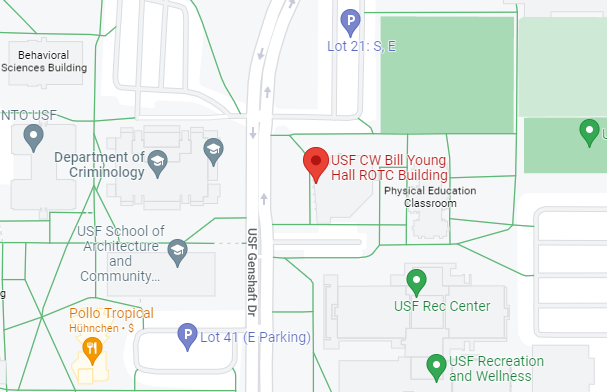 Lot 21: S, E
Behavioral
Sciences Building
NTO USF
Department of
Criminology
USF CW Bill Young
Hall ROTC Building
Physical Education
Classroom
USF School of
Architecture
and
Community...
USF Genshaft Dr
USF Rec Center
Pollo Tropical
Hühnchen • $
Lot 41 (E Parking)
USF Recreation
and Wellness
U
g